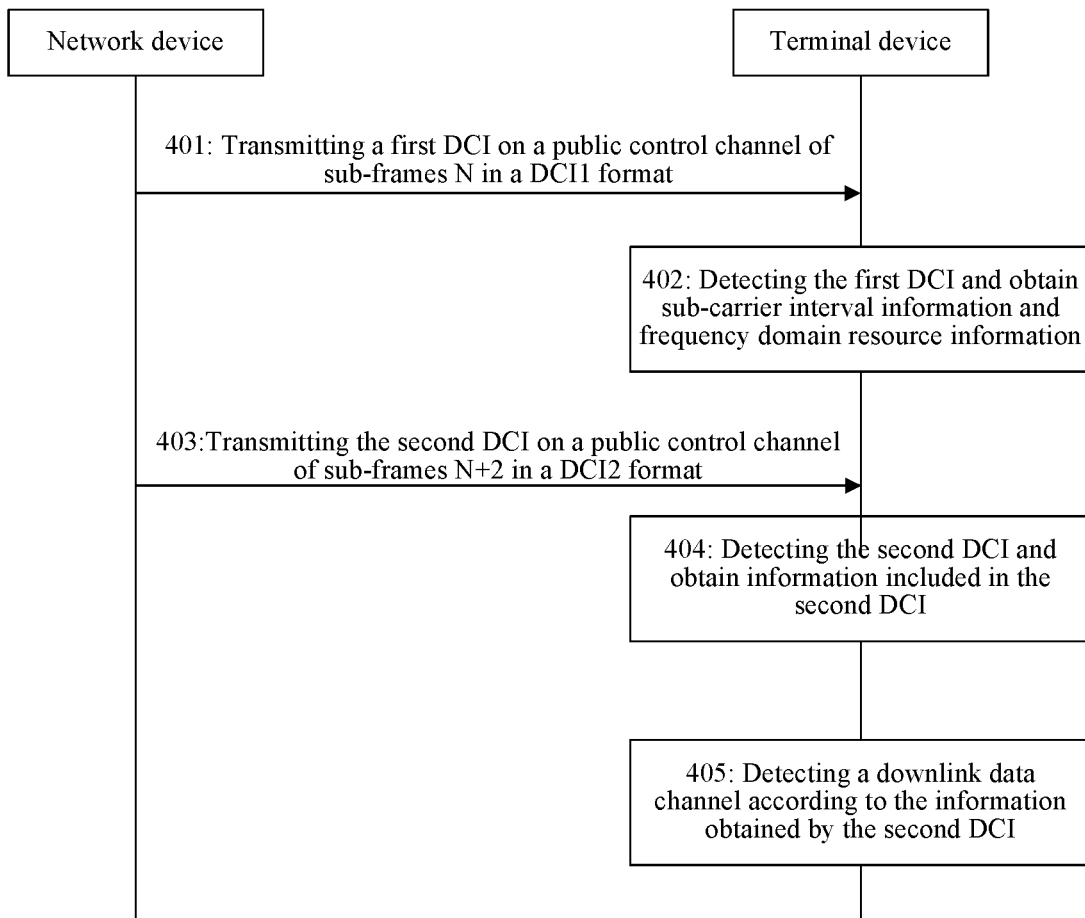 Network device
Terminal device
401: Transmitting a first DCI on a public control channel of
sub-frames N in a DCI1 format
402: Detecting the first DCI and obtain
sub-carrier interval information and
frequency domain resource information
403:Transmitting the second DCI on a public control channel
of sub-frames N+2 in a DCI2 format
404: Detecting the second DCI and
obtain information included in the
second DCI
405: Detecting a downlink data
channel according to the information
obtained by the second DCI